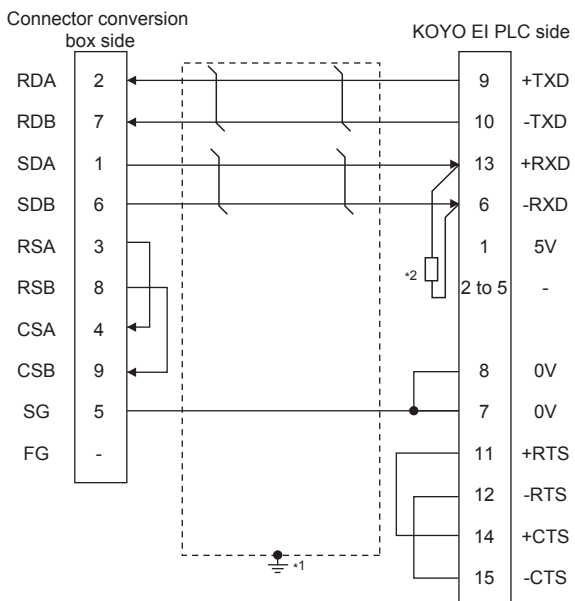 Connector conversion
box side
KOYO EI PLC side
RDA 2 9 +TXD
RDB 7 10 -TXD
SDA 1 13 +RXD
SDB 6 6 -RXD
RSA 3 1 5V
*2
RSB 8 2 to 5 -
CSA 4
CSB 9 8 0V
SG 5 7 0V
FG - 11 +RTS
12 -RTS
14 +CTS
*1
15 -CTS